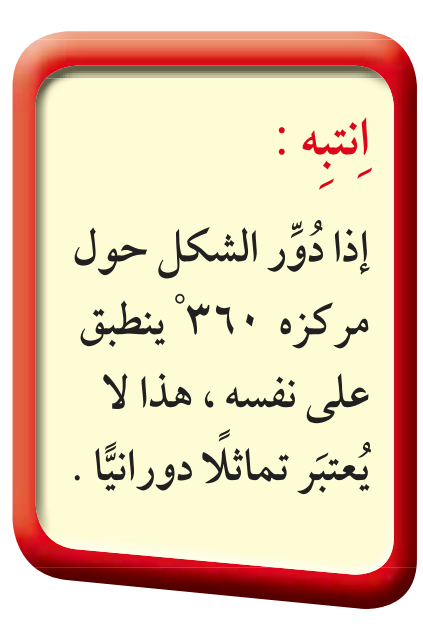 اِنتبِه :
إذا دُوِّر الشكل حول
مركزه ٣٦٠° ينطبق
على نفسه ، هذا لا
يُعتبَر تماثلًا دورانيًّا .